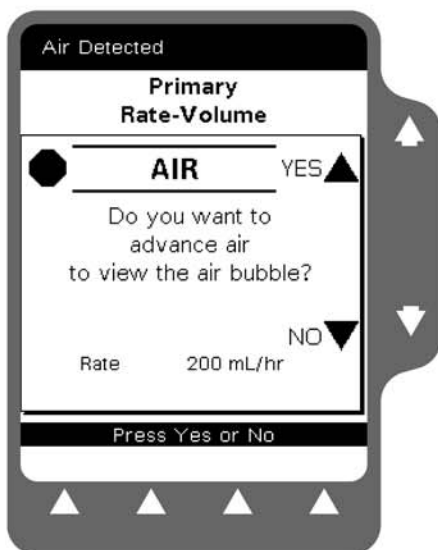 Air Detected
Primary
Rate-Volume
AIR YES
Do you want to
advance air
to view the air bubble?
NO
Rate 200 mL/hr
Press Yes or No